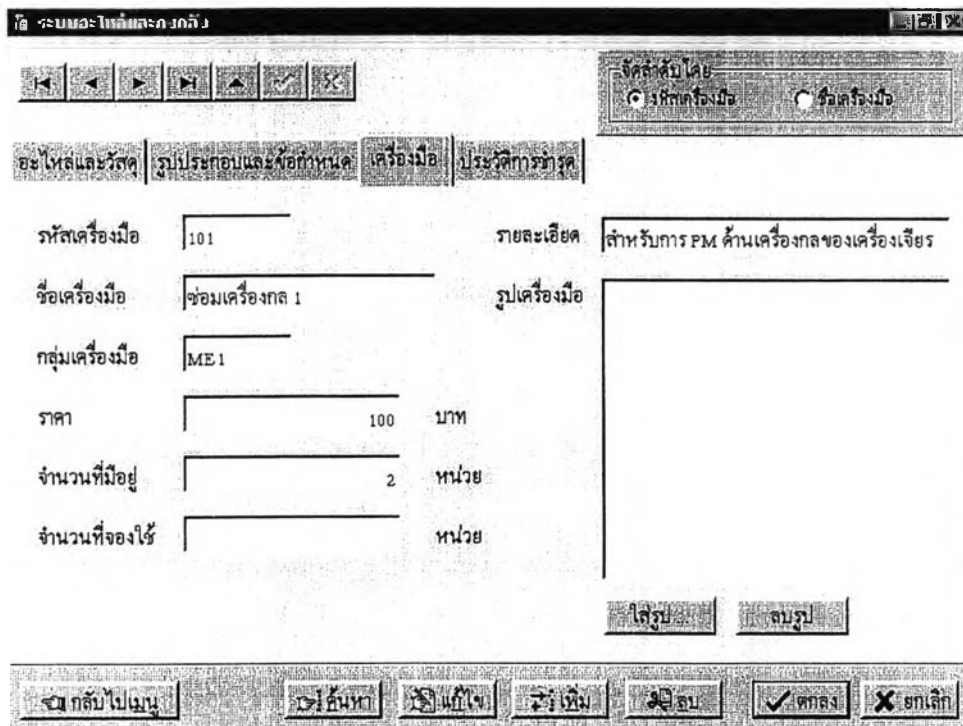 ระบบอะไหล่และคงคลัง
จัดลำดับโดย
รหัสเครื่องมือ ชื่อเครื่องมือ
อะไหล่และวัสดุ รูปประกอบและข้อกำหนด เครื่องมือ ประวัติการชำรุด
รหัสเครื่องมือ 101 รายละเอียด สำหรับการ PM ด้านเครื่องกลของเครื่องเจียร
ชื่อเครื่องมือ ซ่อมเครื่องกล 1 รูปเครื่องมือ
กลุ่มเครื่องมือ ME1
ราคา 100 บาท
จำนวนที่มีอยู่ 2 หน่วย
จำนวนที่จองใช้ หน่วย
ใส่รูป ลบรูป
กลับไปเมนู ค้นหา แก้ไข เพิ่ม ลบ ตกลง ยกเลิก